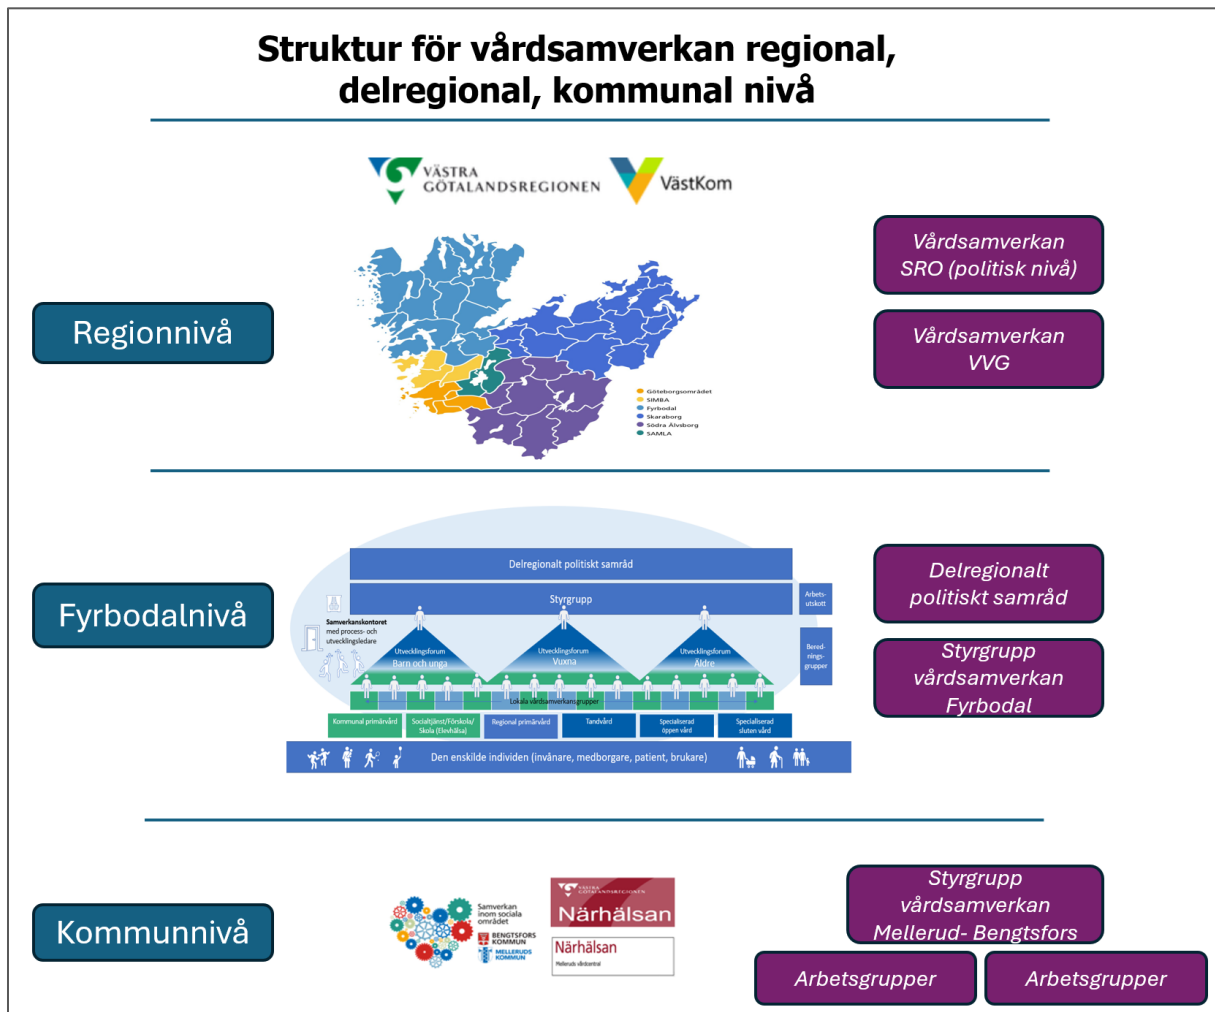 Struktur för vårdsamverkan regional,
delregional, kommunal nivå
VÄSTRA
GÖTALANDSREGIONEN
VästKom
Vårdsamverkan
SRO (politisk nivå)
Regionnivå
Vårdsamverkan
VVG
Göteborgsområdet
SIMBA
Fyrbodal
Skaraborg
Södra Älvsborg
SAMLA
Fyrbodalnivå
Delregionalt politiskt samråd
Styrgrupp
Arbets-
utskott
Samverkanskontoret
med process- och
utvecklingsledare
Utvecklingsforum
Barn och unga
Utvecklingsforum
Vuxna
Utvecklingsforum
Äldre
Bered-
nings-
grupper
Lokala vårdsamverkansgrupper
Kommunal primärvård
Socialtjänst/Förskola/
Skola (Elevhälsa)
Regional primärvård
Tandvård
Specialiserad
öppen vård
Specialiserad
sluten vård
Den enskilde individen (invånare, medborgare, patient, brukare)
Delregionalt
politiskt samråd
Styrgrupp
vårdsamverkan
Fyrbodal
Kommunnivå
Samverkan
inom sociala
området
BENGTSFORS
KOMMUN
MELLERUDS
KOMMUN
VÄSTRA
GÖTALANDSREGIONEN
Närhälsan
Närhälsan
Melleruds vårdcentral
Styrgrupp
vårdsamverkan
Mellerud- Bengtsfors
Arbetsgrupper
Arbetsgrupper